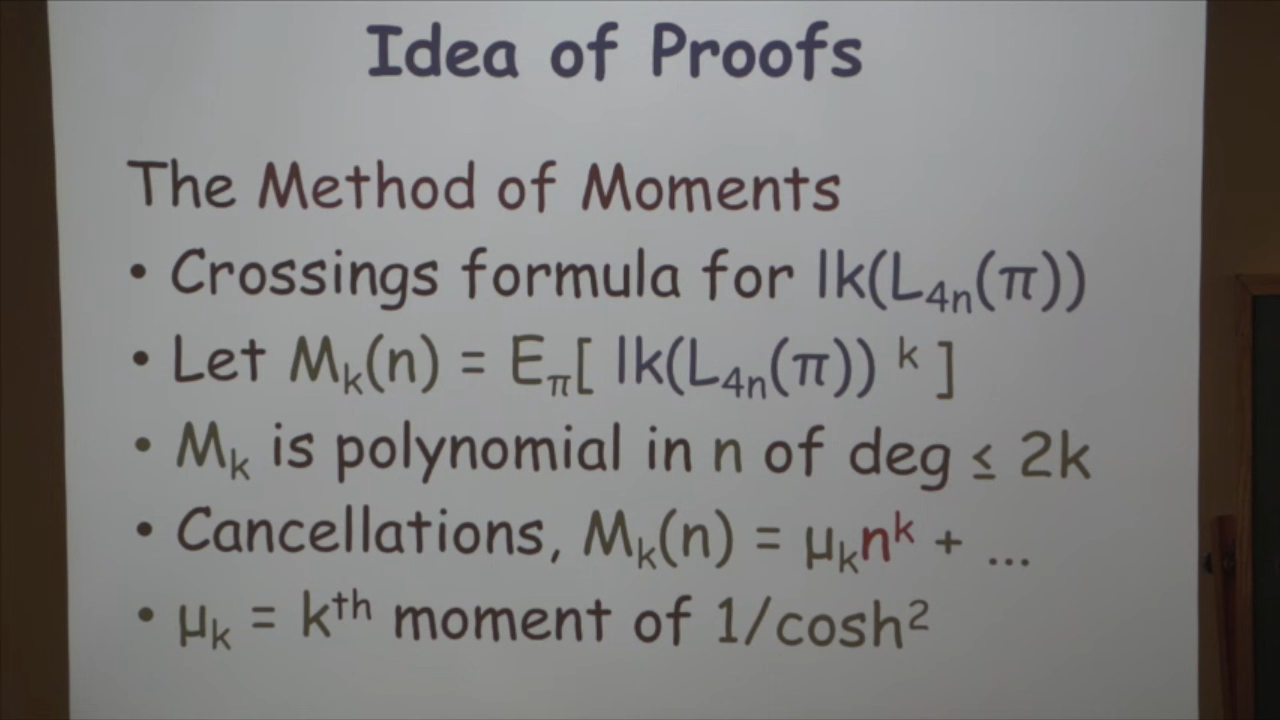 Idea of Proofs
The Method of Moments
• Crossings formula for lk(L₄ₙ(π))
• Let Mₖ(n) = E_π[ lk(L₄ₙ(π)) ᵏ ]
• Mₖ is polynomial in n of deg ≤ 2k
• Cancellations, Mₖ(n) = μₖnᵏ + ...
• μₖ = kᵗʰ moment of 1/cosh²